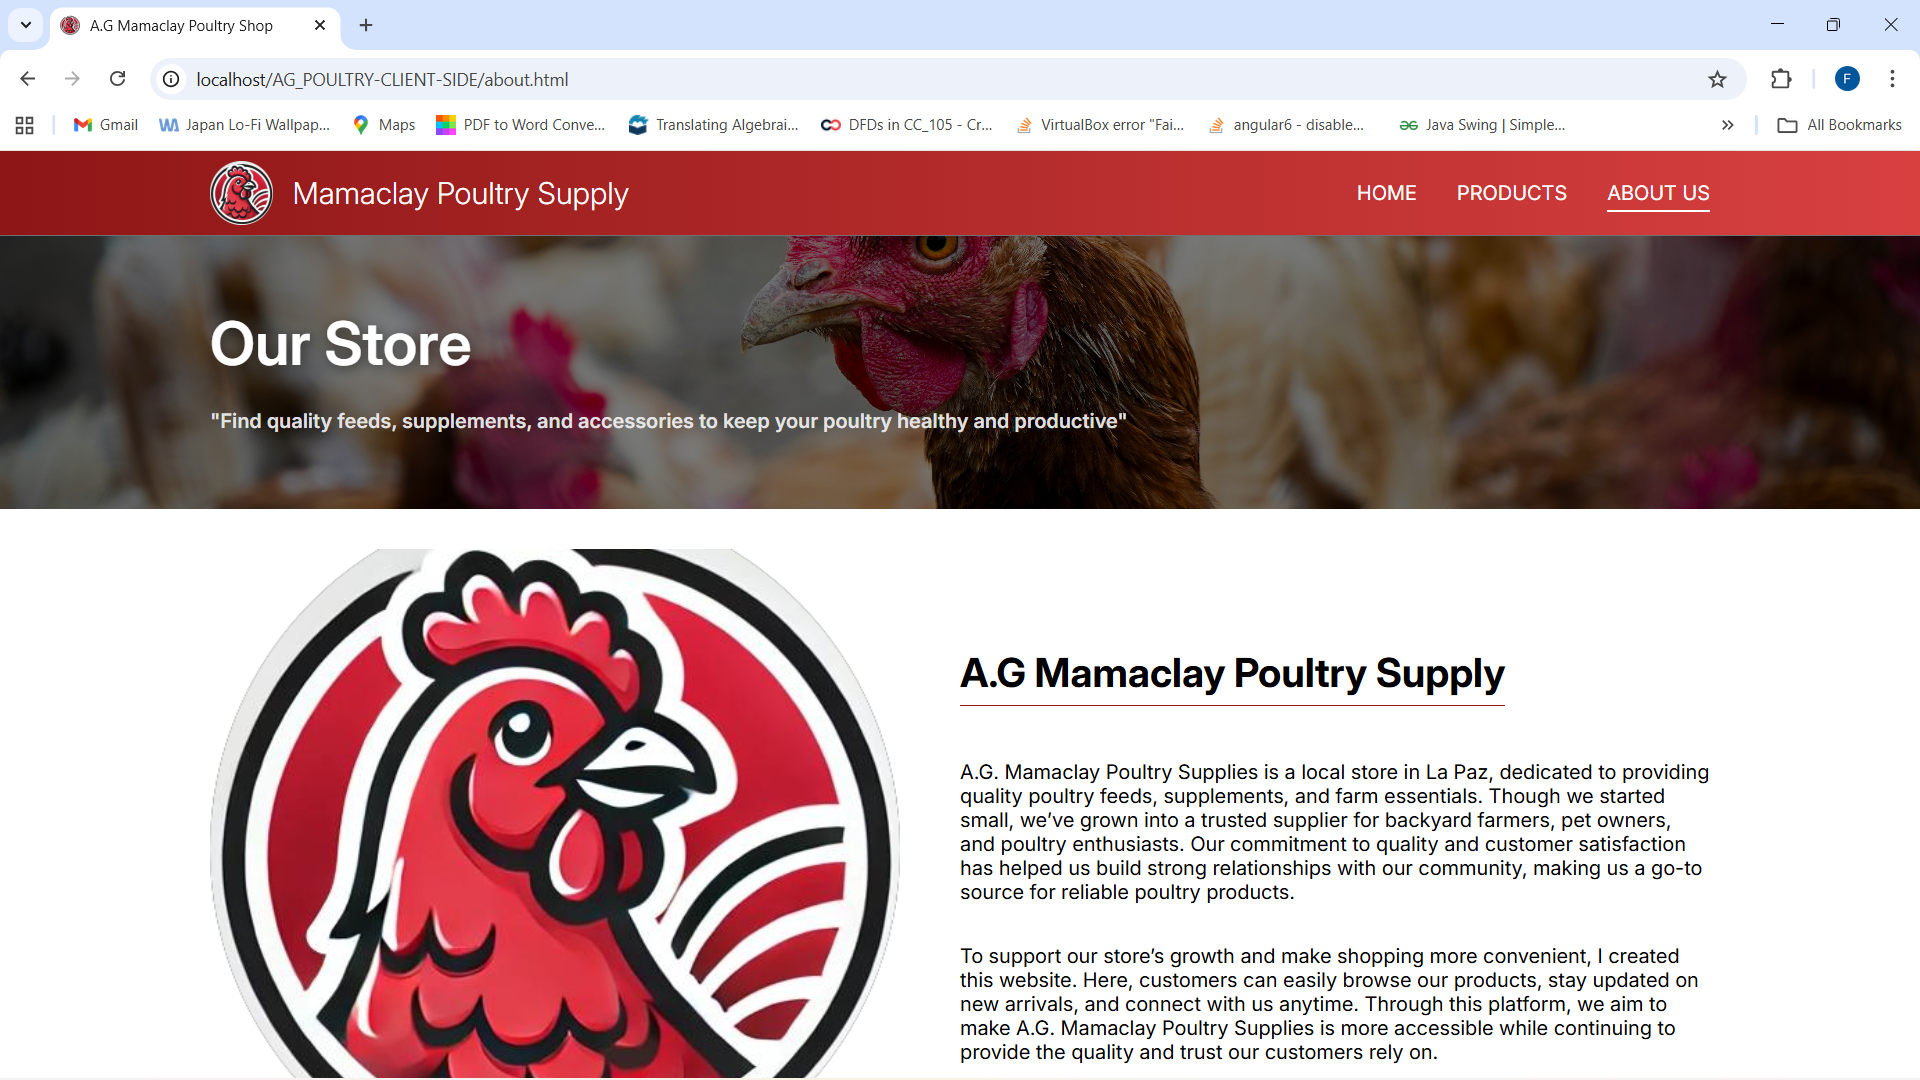 A.G Mamaclay Poultry Shop
localhost/AG_POULTRY-CLIENT-SIDE/about.html
F
Gmail
Japan Lo-Fi Wallpap...
Maps
PDF to Word Conve...
Translating Algebrai...
DFDs in CC_105 - Cr...
VirtualBox error "Fai...
angular6 - disable...
Java Swing | Simple...
All Bookmarks
Mamaclay Poultry Supply
HOME
PRODUCTS
ABOUT US
Our Store
"Find quality feeds, supplements, and accessories to keep your poultry healthy and productive"
A.G Mamaclay Poultry Supply
A.G. Mamaclay Poultry Supplies is a local store in La Paz, dedicated to providing
quality poultry feeds, supplements, and farm essentials. Though we started
small, we’ve grown into a trusted supplier for backyard farmers, pet owners,
and poultry enthusiasts. Our commitment to quality and customer satisfaction
has helped us build strong relationships with our community, making us a go-to
source for reliable poultry products.
To support our store’s growth and make shopping more convenient, I created
this website. Here, customers can easily browse our products, stay updated on
new arrivals, and connect with us anytime. Through this platform, we aim to
make A.G. Mamaclay Poultry Supplies is more accessible while continuing to
provide the quality and trust our customers rely on.